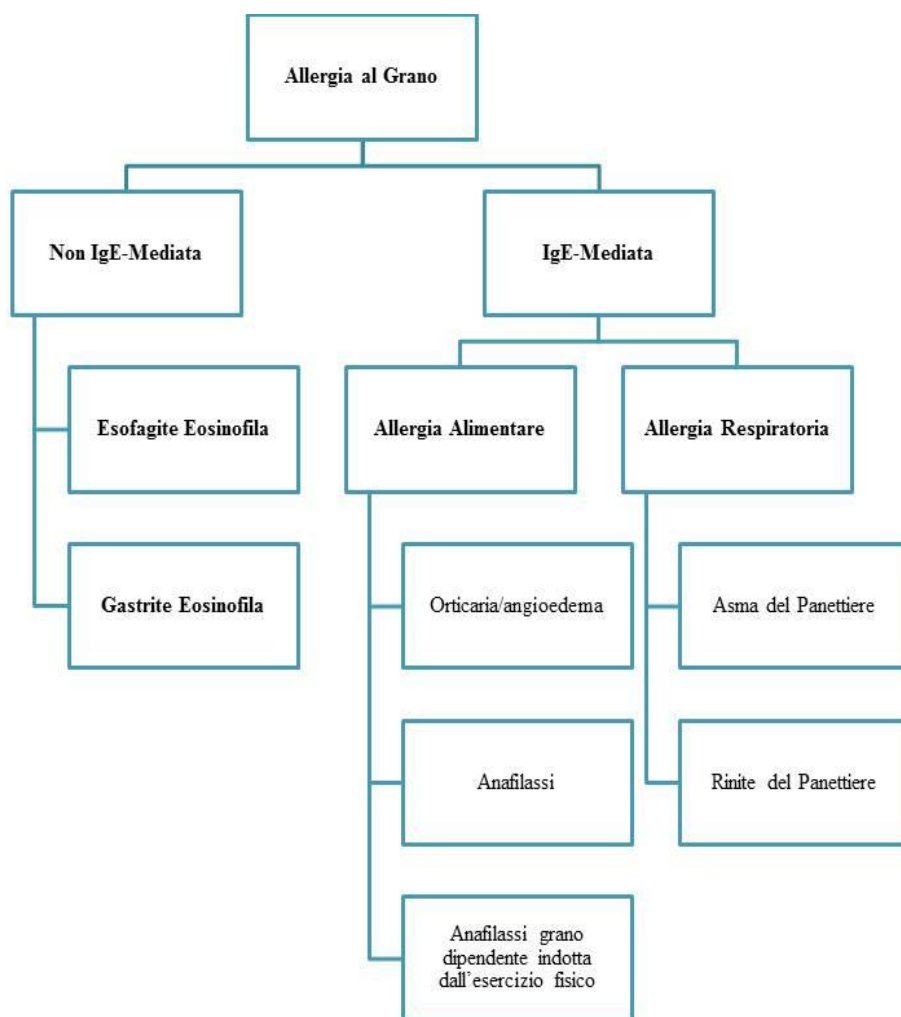 Allergia al Grano
Non IgE-Mediata
IgE-Mediata
Esofagite Eosinofila
Allergia Alimentare
Allergia Respiratoria
Gastrite Eosinofila
Orticaria/angioedema
Asma del Panettiere
Anafilassi
Rinite del Panettiere
Anafilassi grano
dipendente indotta
dall'esercizio fisico